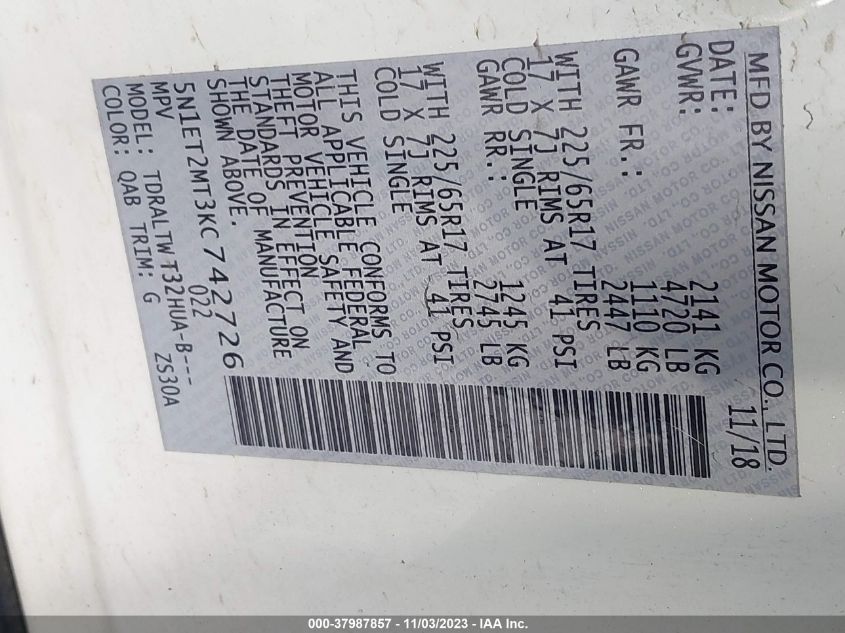 MFD BY NISSAN MOTOR CO., LTD.
DATE: 11/18
GVWR: 2141 KG
4720 LB
GAWR FR.: 1110 KG
2447 LB
WITH 225/65R17 TIRES
17 X 7J RIMS AT 41 PSI
COLD SINGLE
GAWR RR.: 1245 KG
2745 LB
WITH 225/65R17 TIRES
17 X 7J RIMS AT 41 PSI
COLD SINGLE
THIS VEHICLE CONFORMS TO
ALL APPLICABLE FEDERAL
MOTOR VEHICLE SAFETY AND
THEFT PREVENTION
STANDARDS IN EFFECT ON
THE DATE OF MANUFACTURE
SHOWN ABOVE.
5N1ET2MT3KC742726
MPV 022
MODEL: TDRALTW T32HUA-B---
COLOR: QAB TRIM: G ZS30A
000-37987857 - 11/03/2023 - IAA Inc.